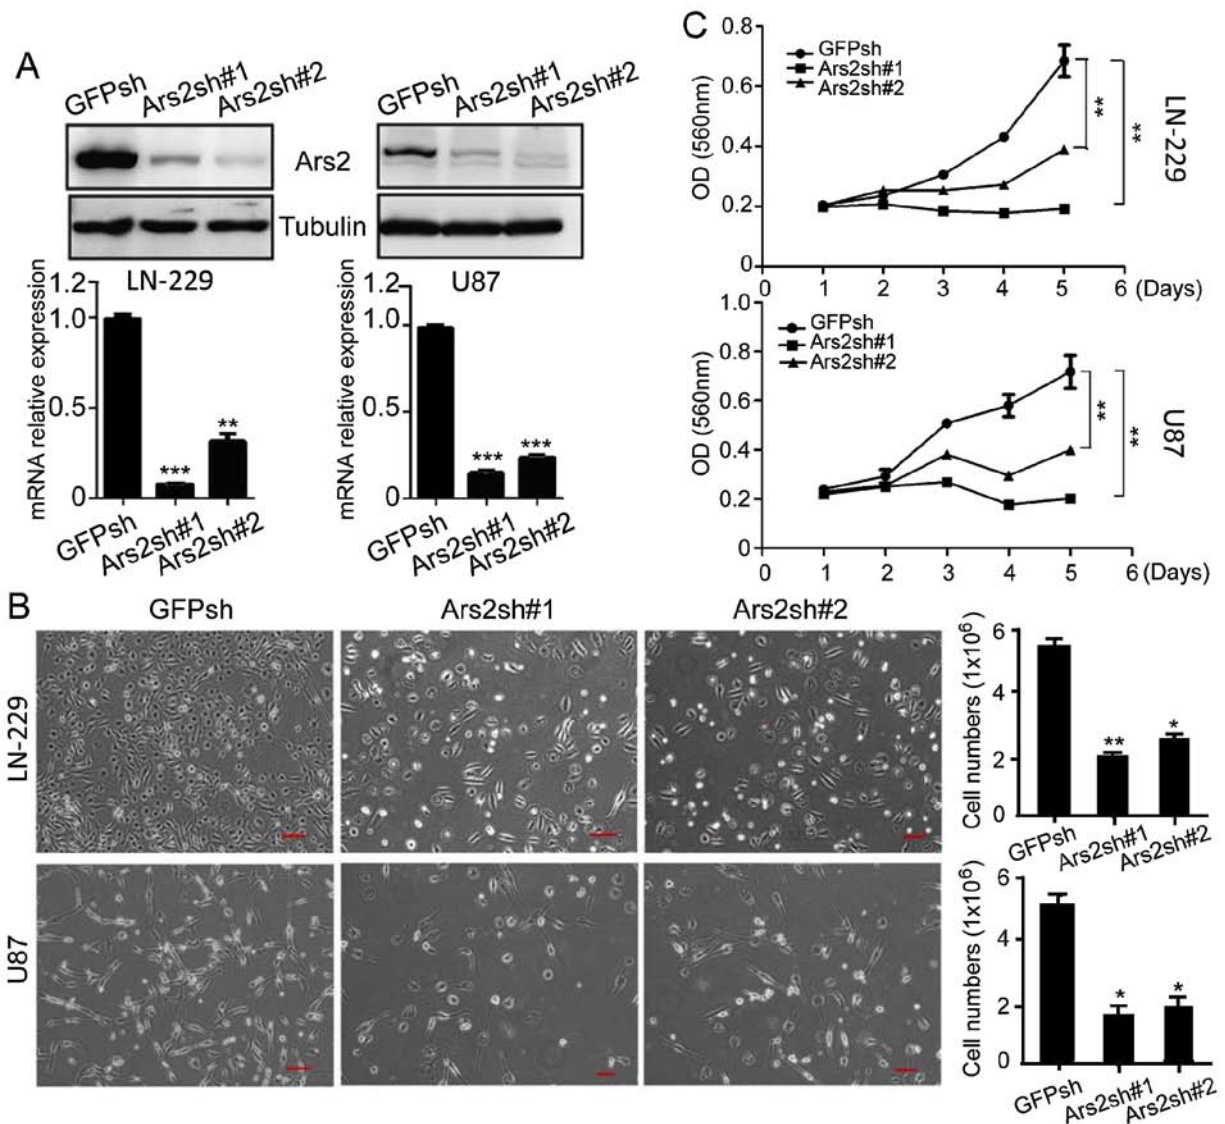 A
GFPsh
Ars2sh#1
Ars2sh#2
GFPsh
Ars2sh#1
Ars2sh#2
Ars2
Tubulin
LN-229
mRNA relative expression
1.2
1.0
0.5
0
***
**
GFPsh
Ars2sh#1
Ars2sh#2
U87
mRNA relative expression
1.2
1.0
0.5
0
***
***
GFPsh
Ars2sh#1
Ars2sh#2
C
OD (560nm)
0.8
0.6
0.4
0.2
0
GFPsh
Ars2sh#1
Ars2sh#2
**
**
LN-229
0 1 2 3 4 5 6 (Days)
OD (560nm)
1.0
0.8
0.6
0.4
0.2
0
GFPsh
Ars2sh#1
Ars2sh#2
**
**
U87
0 1 2 3 4 5 6 (Days)
B
GFPsh Ars2sh#1 Ars2sh#2
LN-229
Cell numbers (1x10⁶)
6
4
2
0
**
*
GFPsh
Ars2sh#1
Ars2sh#2
U87
Cell numbers (1x10⁶)
6
4
2
0
*
*
GFPsh
Ars2sh#1
Ars2sh#2